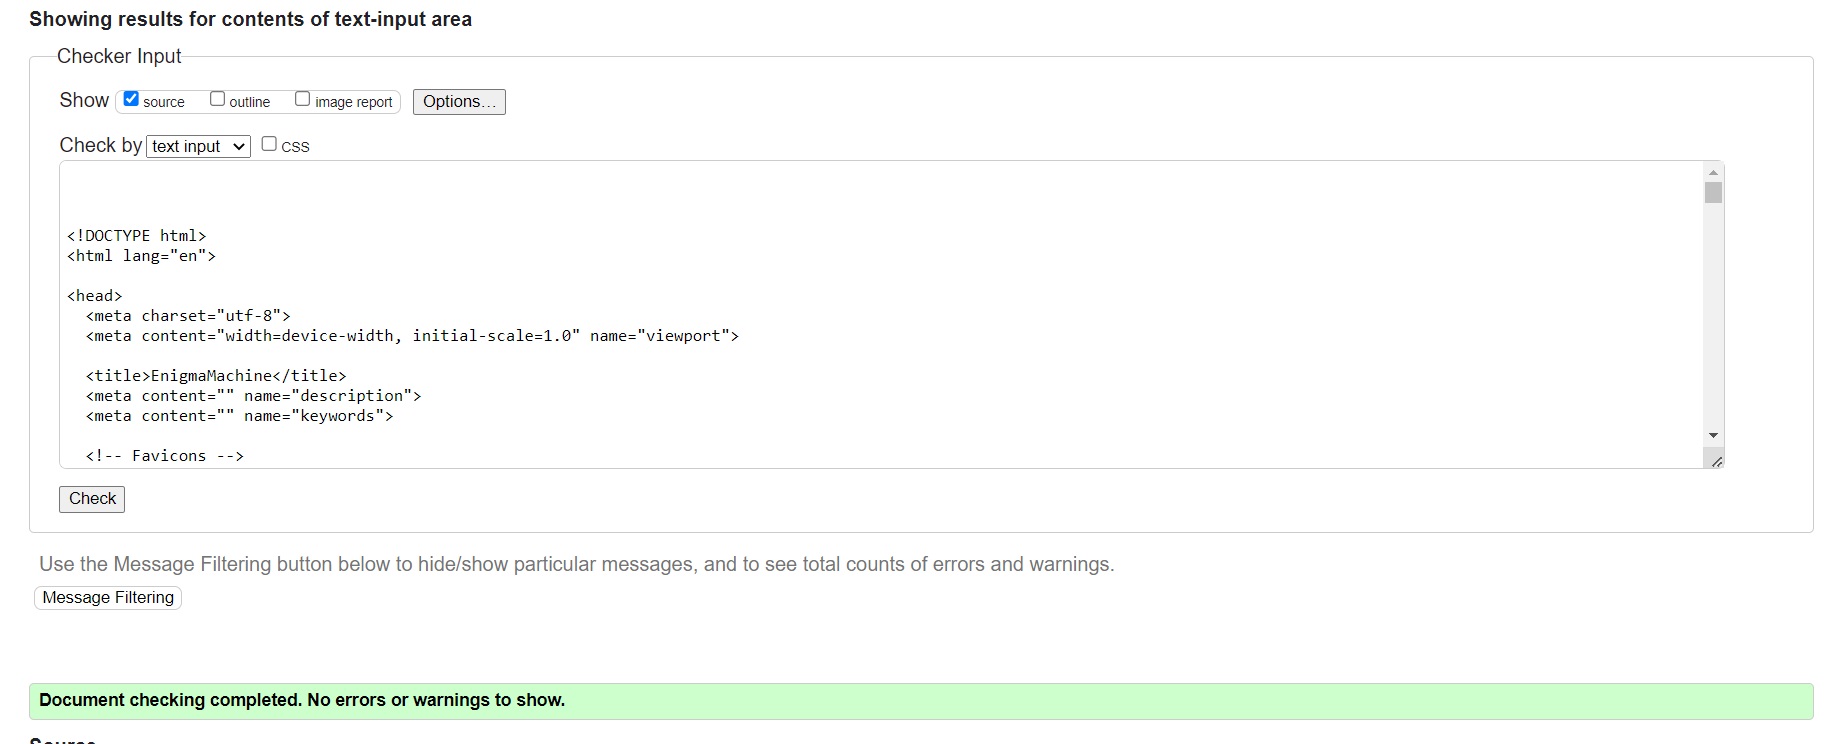 Showing results for contents of text-input area
Checker Input
Show source outline image report Options...
Check by text input CSS
<!DOCTYPE html>
<html lang="en">
<head>
<meta charset="utf-8">
<meta content="width=device-width, initial-scale=1.0" name="viewport">
<title>EnigmaMachine</title>
<meta content="" name="description">
<meta content="" name="keywords">
<!-- Favicons -->
Check
Use the Message Filtering button below to hide/show particular messages, and to see total counts of errors and warnings.
Message Filtering
Document checking completed. No errors or warnings to show.
Source